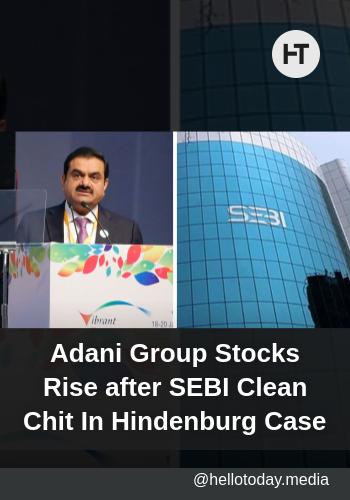 HT
SEBI
Vibrant
18-20 J
Adani Group Stocks
Rise after SEBI Clean
Chit In Hindenburg Case
@hellotoday.media